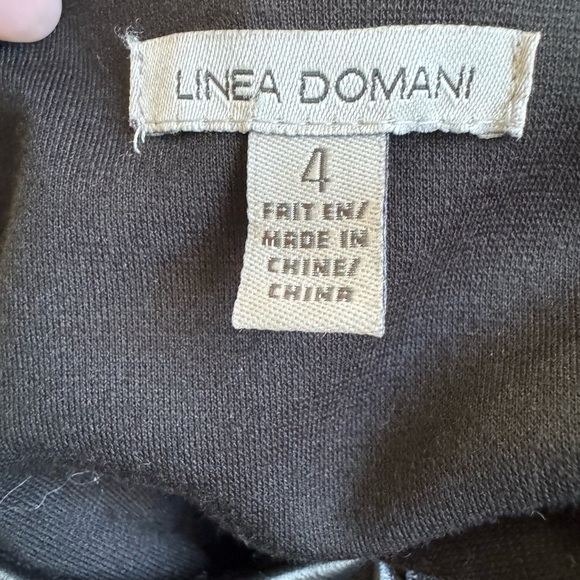 LINEA DOMANI
4
FAIT EN/
MADE IN
CHINE/
CHINA